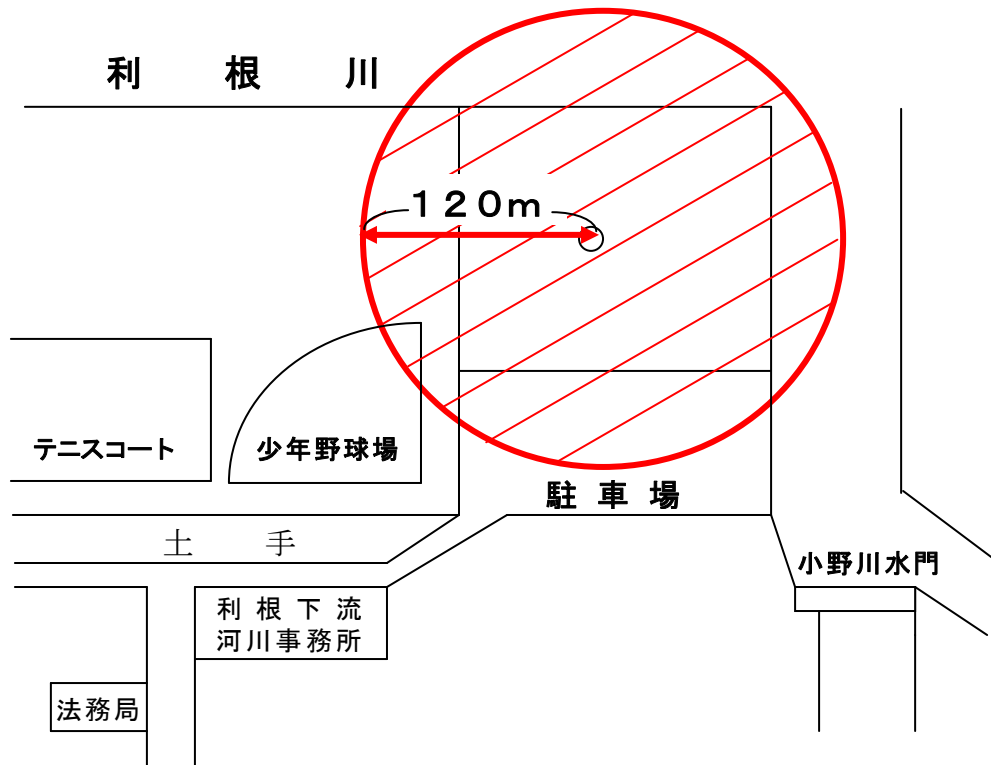 利 根 川
120m
テニスコート
少年野球場
駐車場
土 手
小野川水門
利根下流
河川事務所
法務局